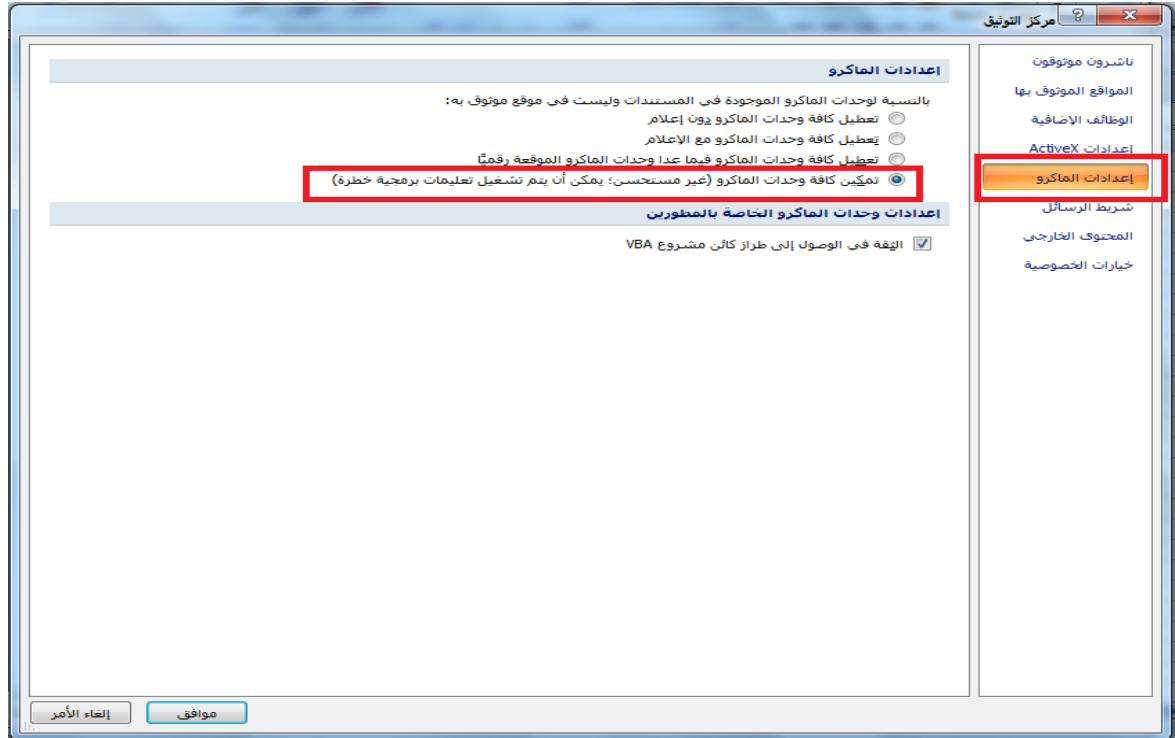 مركز التوثيق
ناشرون موثوقون
المواقع الموثوق بها
الوظائف الإضافية
إعدادات ActiveX
إعدادات الماكرو
شريط الرسائل
المحتوى الخارجي
خيارات الخصوصية
إعدادات الماكرو
بالنسبة لوحدات الماكرو الموجودة في المستندات وليست في موقع موثوق به:
تعطيل كافة وحدات الماكرو دون إعلام
تعطيل كافة وحدات الماكرو مع الإعلام
تعطيل كافة وحدات الماكرو فيما عدا وحدات الماكرو الموقعة رقميًا
تمكين كافة وحدات الماكرو (غير مستحسن؛ يمكن أن يتم تشغيل تعليمات برمجية خطرة)
إعدادات وحدات الماكرو الخاصة بالمطورين
الثقة في الوصول إلى طراز كائن مشروع VBA
موافق
إلغاء الأمر